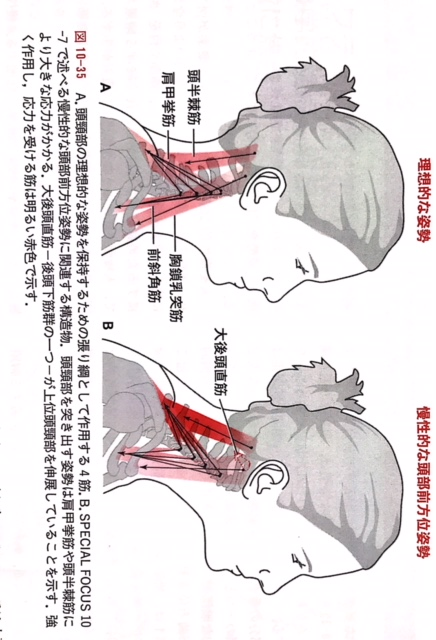 理想的な姿勢
慢性的な頭部前方位姿勢
頭半棘筋
肩甲挙筋
胸鎖乳突筋
前斜角筋
A
大後頭直筋
B
図 10-35 A. 頭頸部の理想的な姿勢を保持するための張り綱として作用する 4 筋. B. SPECIAL FOCUS 10
-7 で述べる慢性的な頭部前方位姿勢に関連する構造物. 頭頸部を突き出す姿勢は肩甲挙筋や頭半棘筋に
より大きな応力がかかる. 大後頭直筋－後頭下筋群の一つ－が上位頭頸部を伸展していることを示す. 強
く作用し, 応力を受ける筋は明るい赤色で示す.